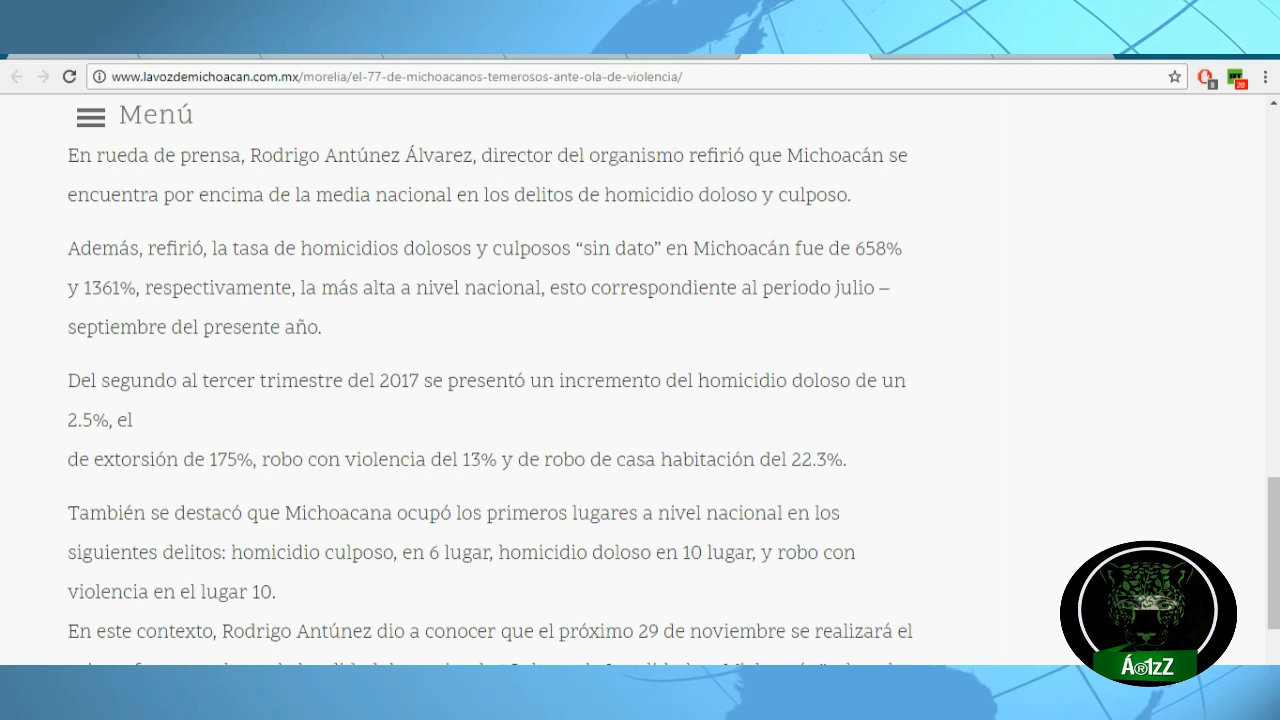 www.lavozdemichoacan.com.mx/morelia/el-77-de-michoacanos-temerosos-ante-ola-de-violencia/
8
20
Menú
En rueda de prensa, Rodrigo Antúnez Álvarez, director del organismo refirió que Michoacán se
encuentra por encima de la media nacional en los delitos de homicidio doloso y culposo.
Además, refirió, la tasa de homicidios dolosos y culposos “sin dato” en Michoacán fue de 658%
y 1361%, respectivamente, la más alta a nivel nacional, esto correspondiente al periodo julio –
septiembre del presente año.
Del segundo al tercer trimestre del 2017 se presentó un incremento del homicidio doloso de un
2.5%, el
de extorsión de 175%, robo con violencia del 13% y de robo de casa habitación del 22.3%.
También se destacó que Michoacana ocupó los primeros lugares a nivel nacional en los
siguientes delitos: homicidio culposo, en 6 lugar, homicidio doloso en 10 lugar, y robo con
violencia en el lugar 10.
En este contexto, Rodrigo Antúnez dio a conocer que el próximo 29 de noviembre se realizará el
Á®1zZ